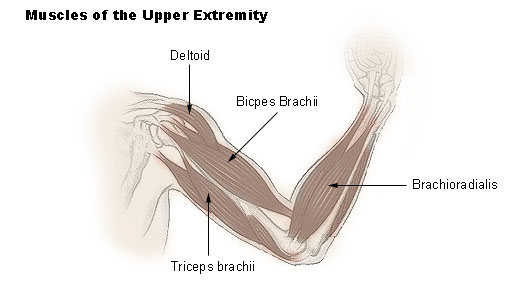 Muscles of the Upper Extremity
Deltoid
Bicpes Brachii
Brachioradialis
Triceps brachii